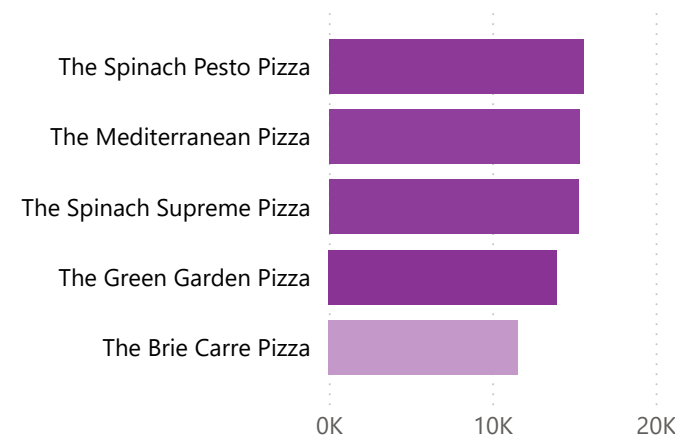 The Spinach Pesto Pizza
The Mediterranean Pizza
The Spinach Supreme Pizza
The Green Garden Pizza
The Brie Carre Pizza
0K 10K 20K